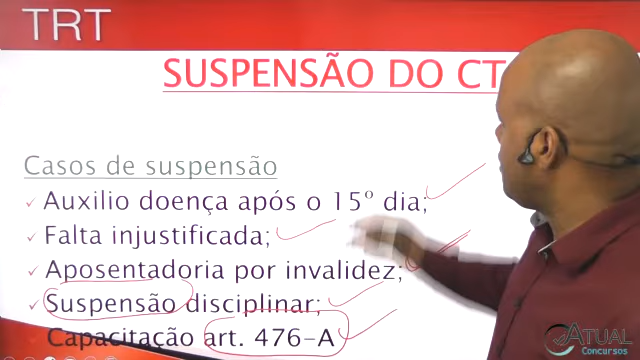 TRT
SUSPENSÃO DO CT
Casos de suspensão
Auxilio doença após o 15º dia;
Falta injustificada;
Aposentadoria por invalidez;
Suspensão disciplinar;
Capacitação art. 476-A
ATUAL
Concursos